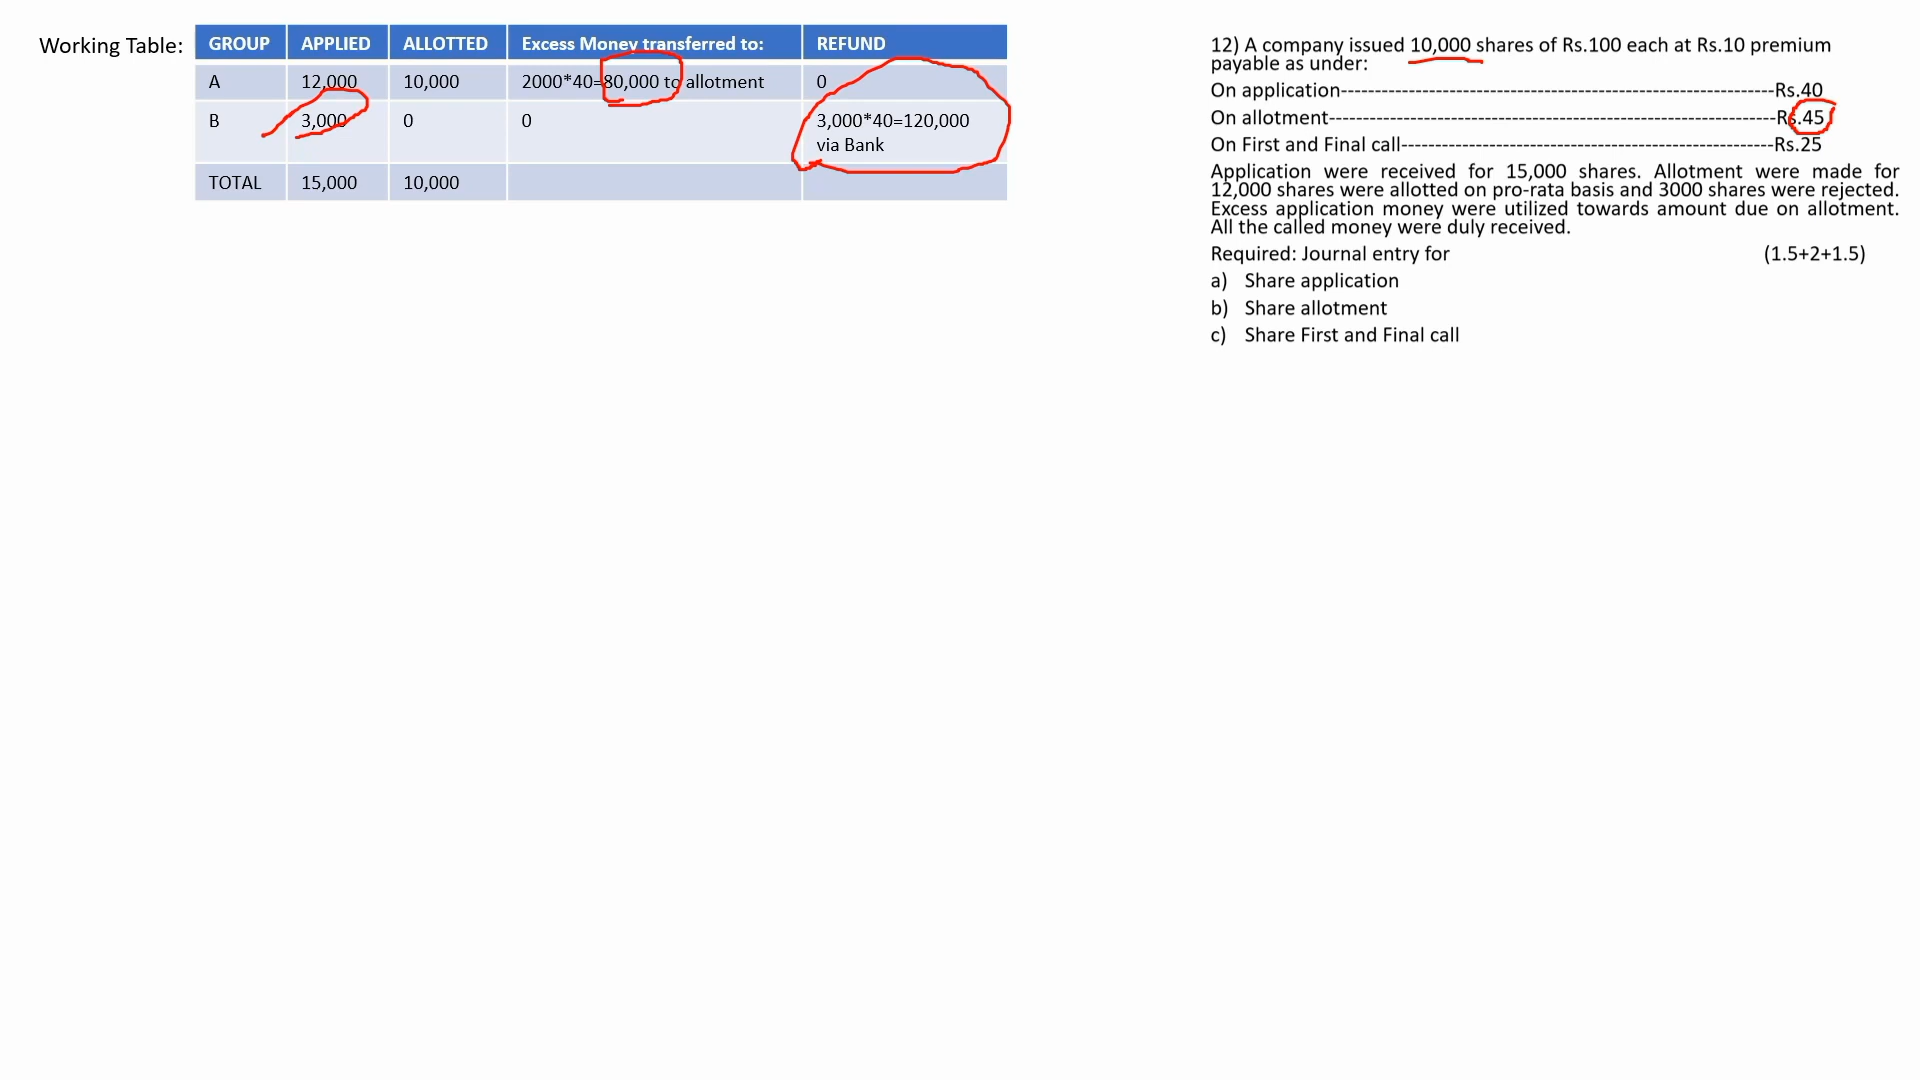 Working Table:
GROUP APPLIED ALLOTTED Excess Money transferred to: REFUND
A 12,000 10,000 2000*40=80,000 to allotment 0
B 3,000 0 0 3,000*40=120,000
via Bank
TOTAL 15,000 10,000
12) A company issued 10,000 shares of Rs.100 each at Rs.10 premium
payable as under:
On application----------------------------------------------------------------Rs.40
On allotment------------------------------------------------------------------Rs.45
On First and Final call-------------------------------------------------------Rs.25
Application were received for 15,000 shares. Allotment were made for
12,000 shares were allotted on pro-rata basis and 3000 shares were rejected.
Excess application money were utilized towards amount due on allotment.
All the called money were duly received.
Required: Journal entry for (1.5+2+1.5)
a) Share application
b) Share allotment
c) Share First and Final call